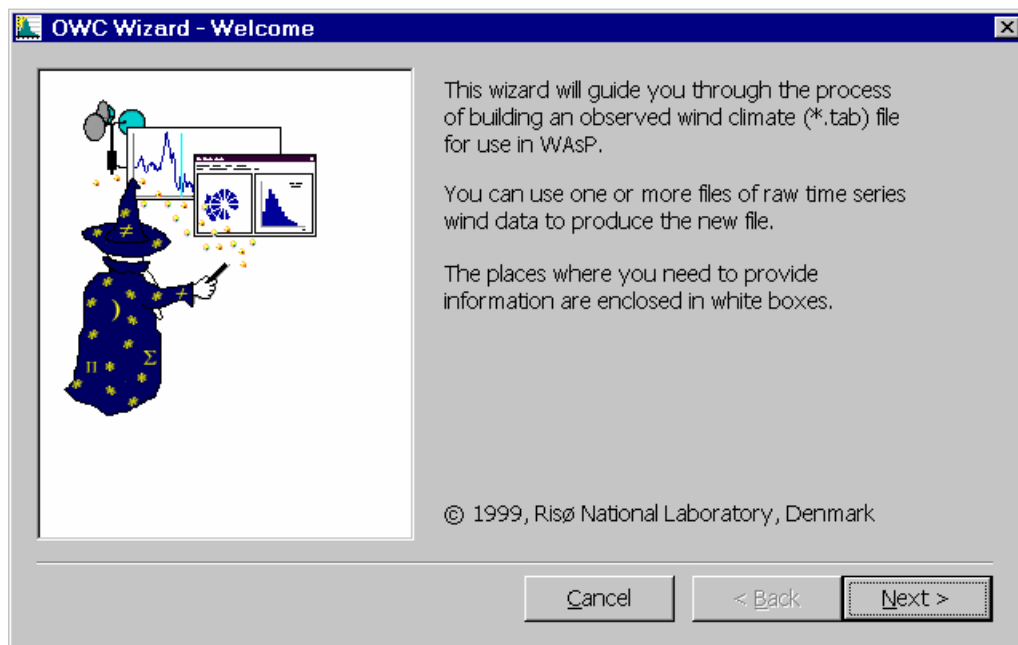 OWC Wizard - Welcome
This wizard will guide you through the process
of building an observed wind climate (*.tab) file
for use in WAsP.
You can use one or more files of raw time series
wind data to produce the new file.
The places where you need to provide
information are enclosed in white boxes.
© 1999, Risø National Laboratory, Denmark
Cancel
< Back
Next >